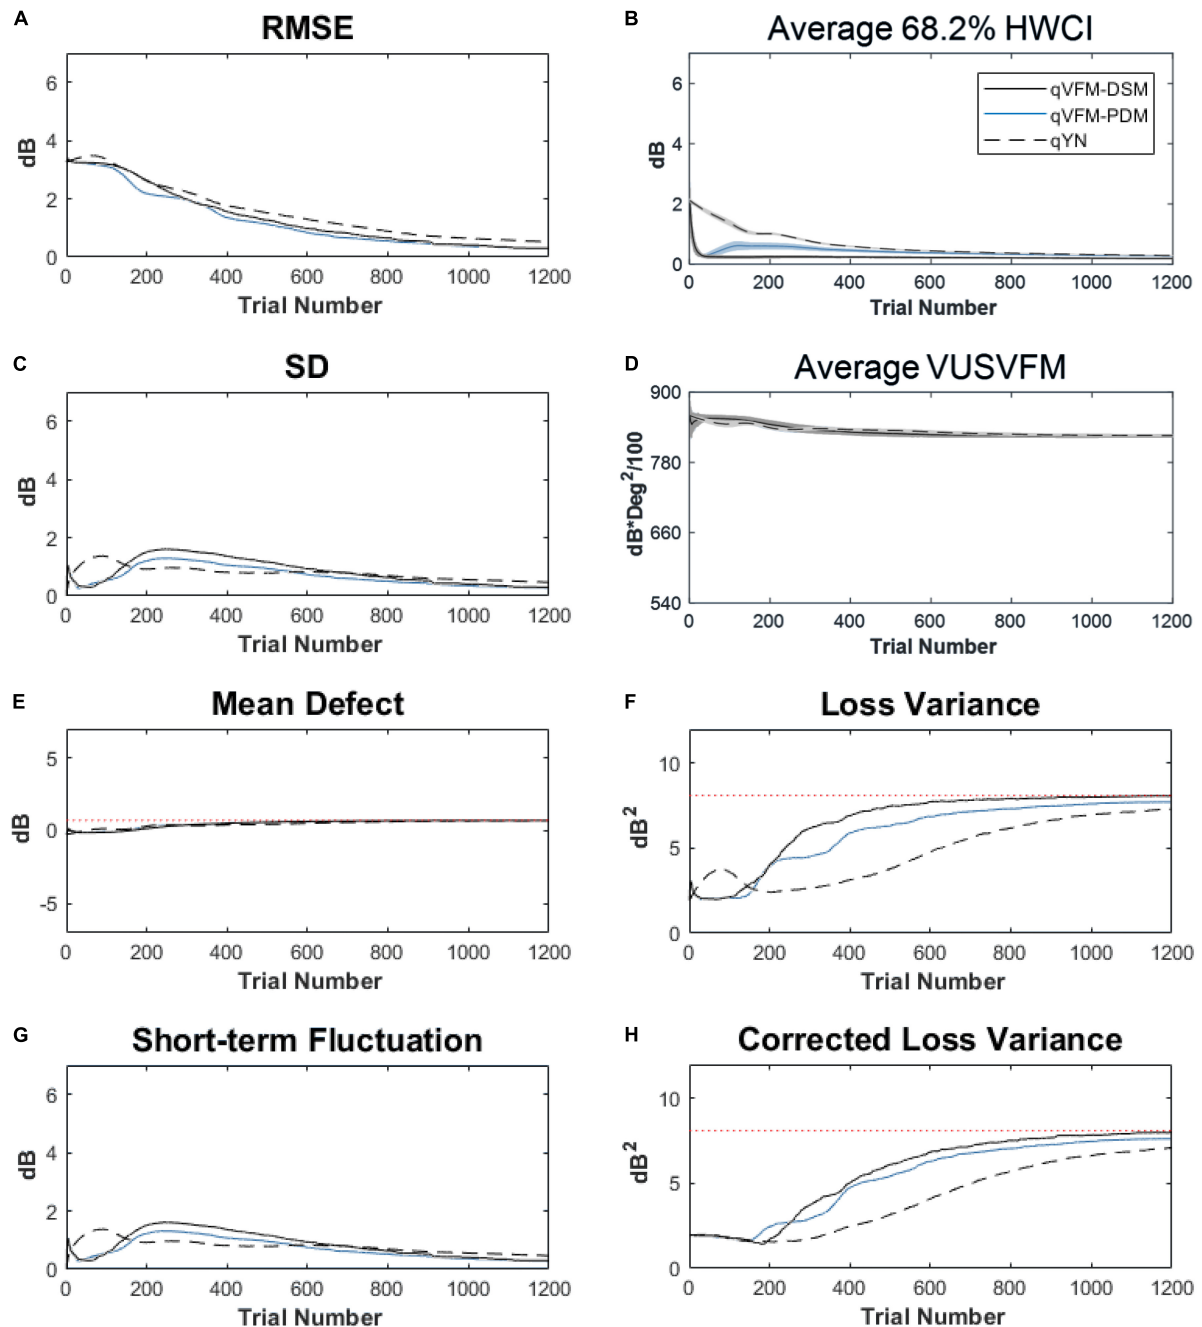 A
RMSE
6
4
2
0
dB
0 200 400 600 800 1000 1200
Trial Number
B
Average 68.2% HWCI
6
4
2
0
dB
qVFM-DSM
qVFM-PDM
qYN
0 200 400 600 800 1000 1200
Trial Number
C
SD
6
4
2
0
dB
0 200 400 600 800 1000 1200
Trial Number
D
Average VUSVFM
900
780
660
540
dB*Deg²/100
0 200 400 600 800 1000 1200
Trial Number
E
Mean Defect
5
0
-5
dB
0 200 400 600 800 1000 1200
Trial Number
F
Loss Variance
10
5
0
dB²
0 200 400 600 800 1000 1200
Trial Number
G
Short-term Fluctuation
6
4
2
0
dB
0 200 400 600 800 1000 1200
Trial Number
H
Corrected Loss Variance
10
5
0
dB²
0 200 400 600 800 1000 1200
Trial Number